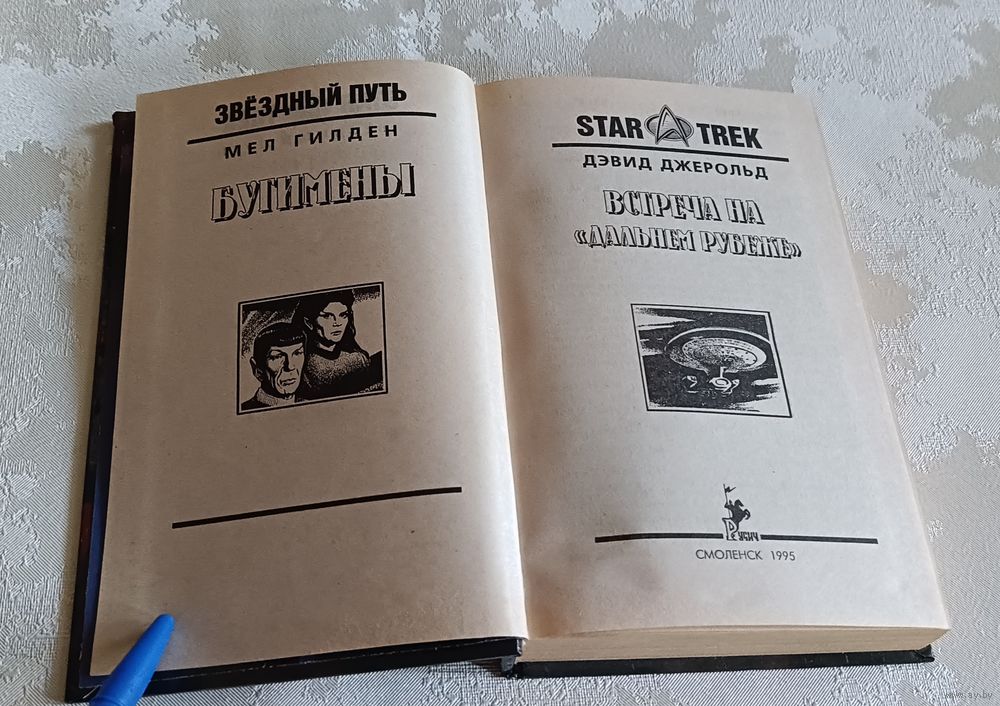 ЗВЁЗДНЫЙ ПУТЬ
МЕЛ ГИЛДЕН
БУГИМЕНЫ
STAR TREK
ДЭВИД ДЖЕРОЛЬД
ВСТРЕЧА НА
«ДАЛЬНЕМ РУБЕЖЕ»
Русич
СМОЛЕНСК 1995